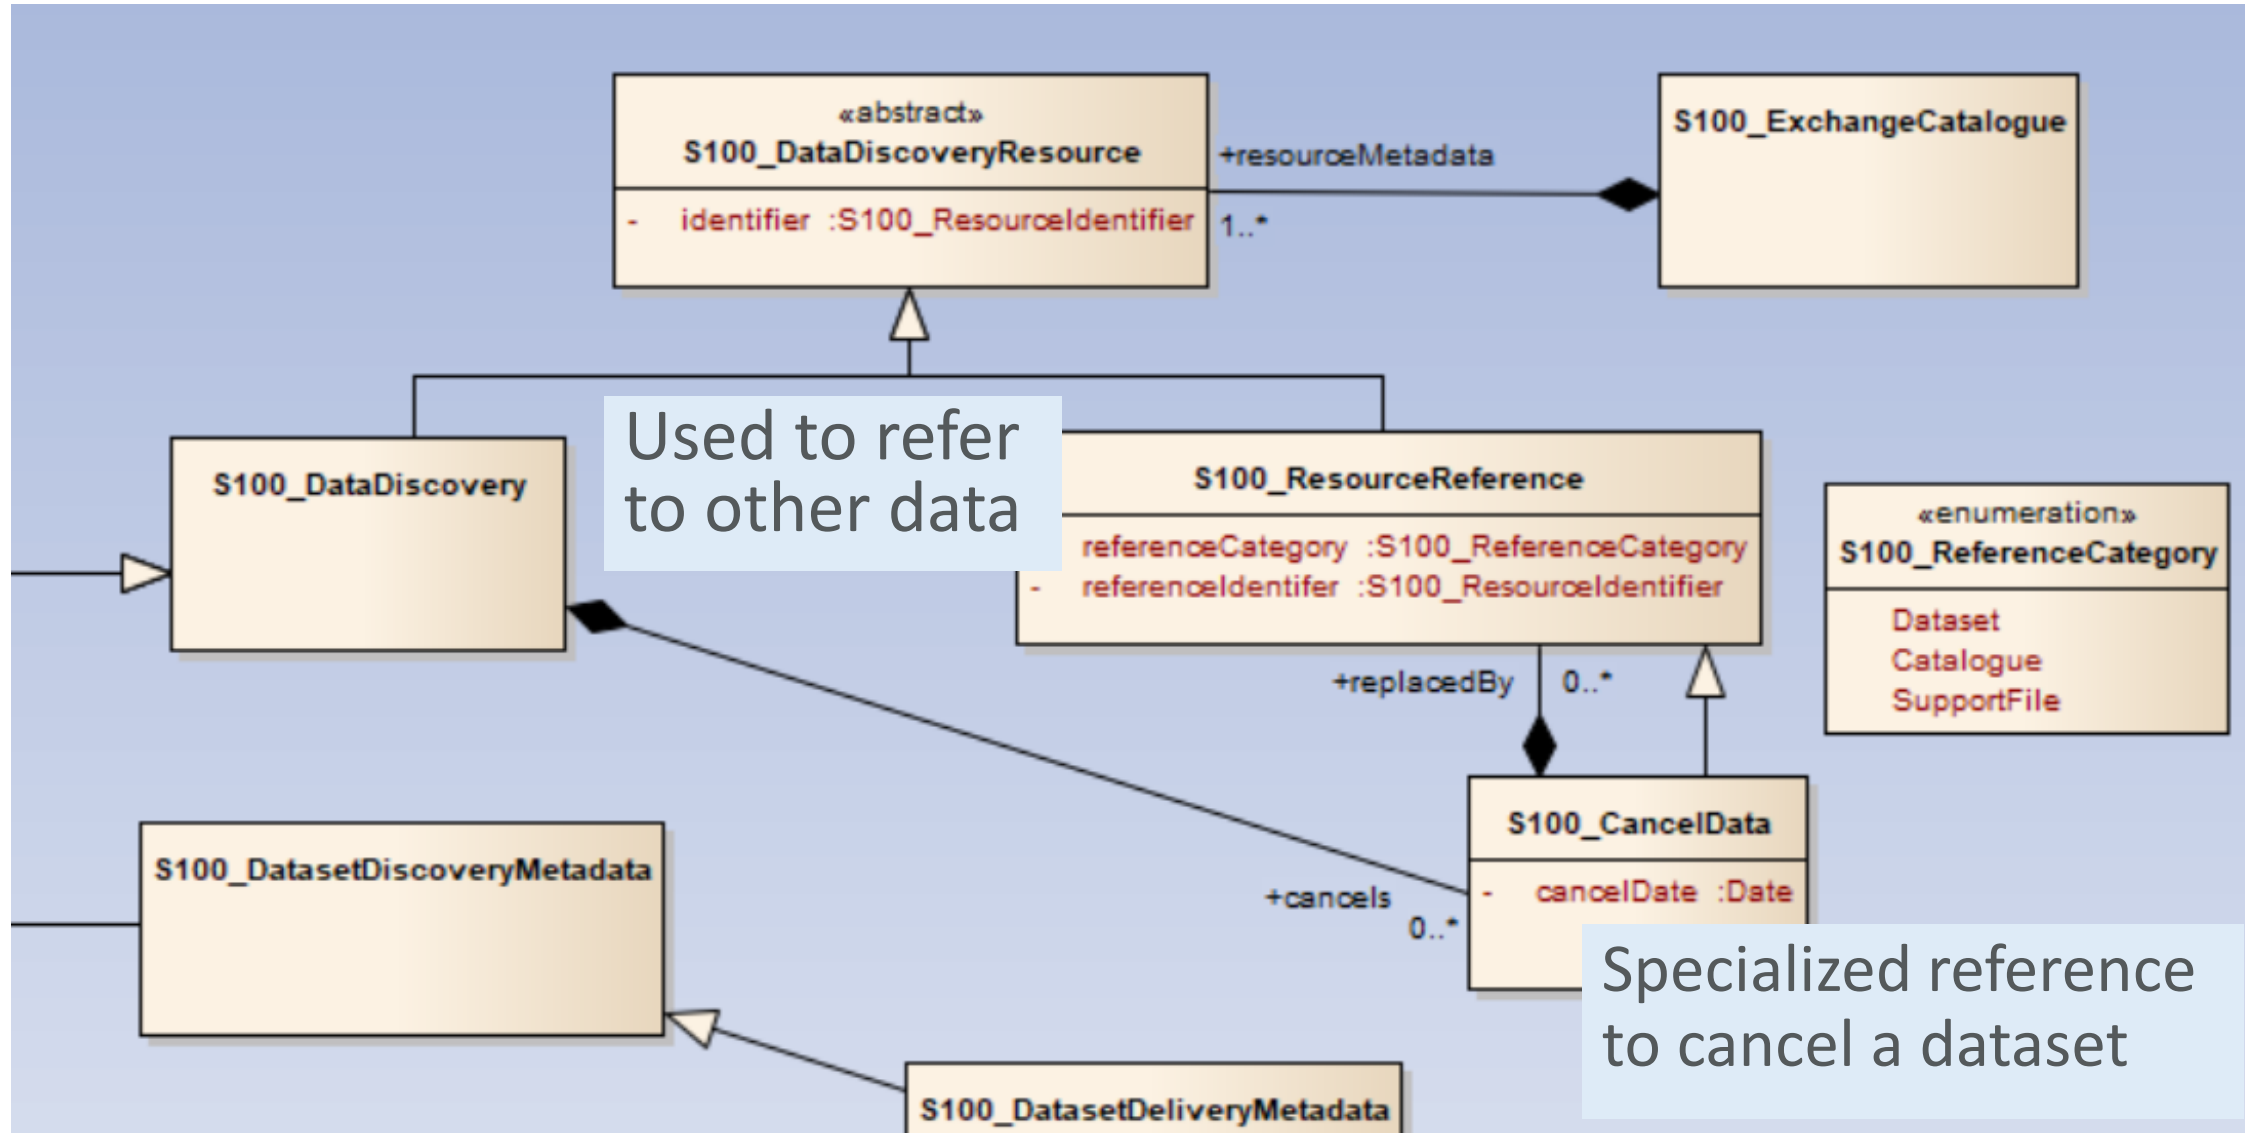 «abstract»
S100_DataDiscoveryResource
- identifier :S100_ResourceIdentifier
+resourceMetadata
1..*
S100_ExchangeCatalogue
S100_DataDiscovery
Used to refer
to other data
S100_ResourceReference
referenceCategory :S100_ReferenceCategory
- referenceIdentifer :S100_ResourceIdentifier
«enumeration»
S100_ReferenceCategory
Dataset
Catalogue
SupportFile
+replacedBy 0..*
S100_CancelData
- cancelDate :Date
+cancels
0..*
S100_DatasetDiscoveryMetadata
Specialized reference
to cancel a dataset
S100_DatasetDeliveryMetadata